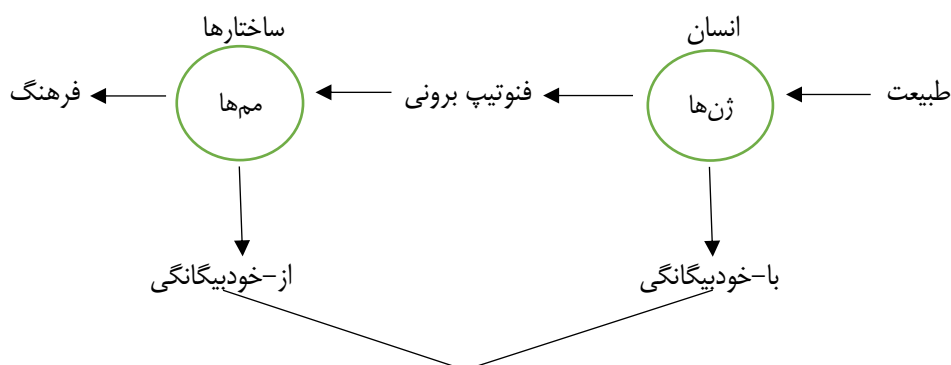 انسان
ساختارها
طبیعت
ژن‌ها
فنوتیپ برونی
مم‌ها
فرهنگ
با-خودبیگانگی
از-خودبیگانگی